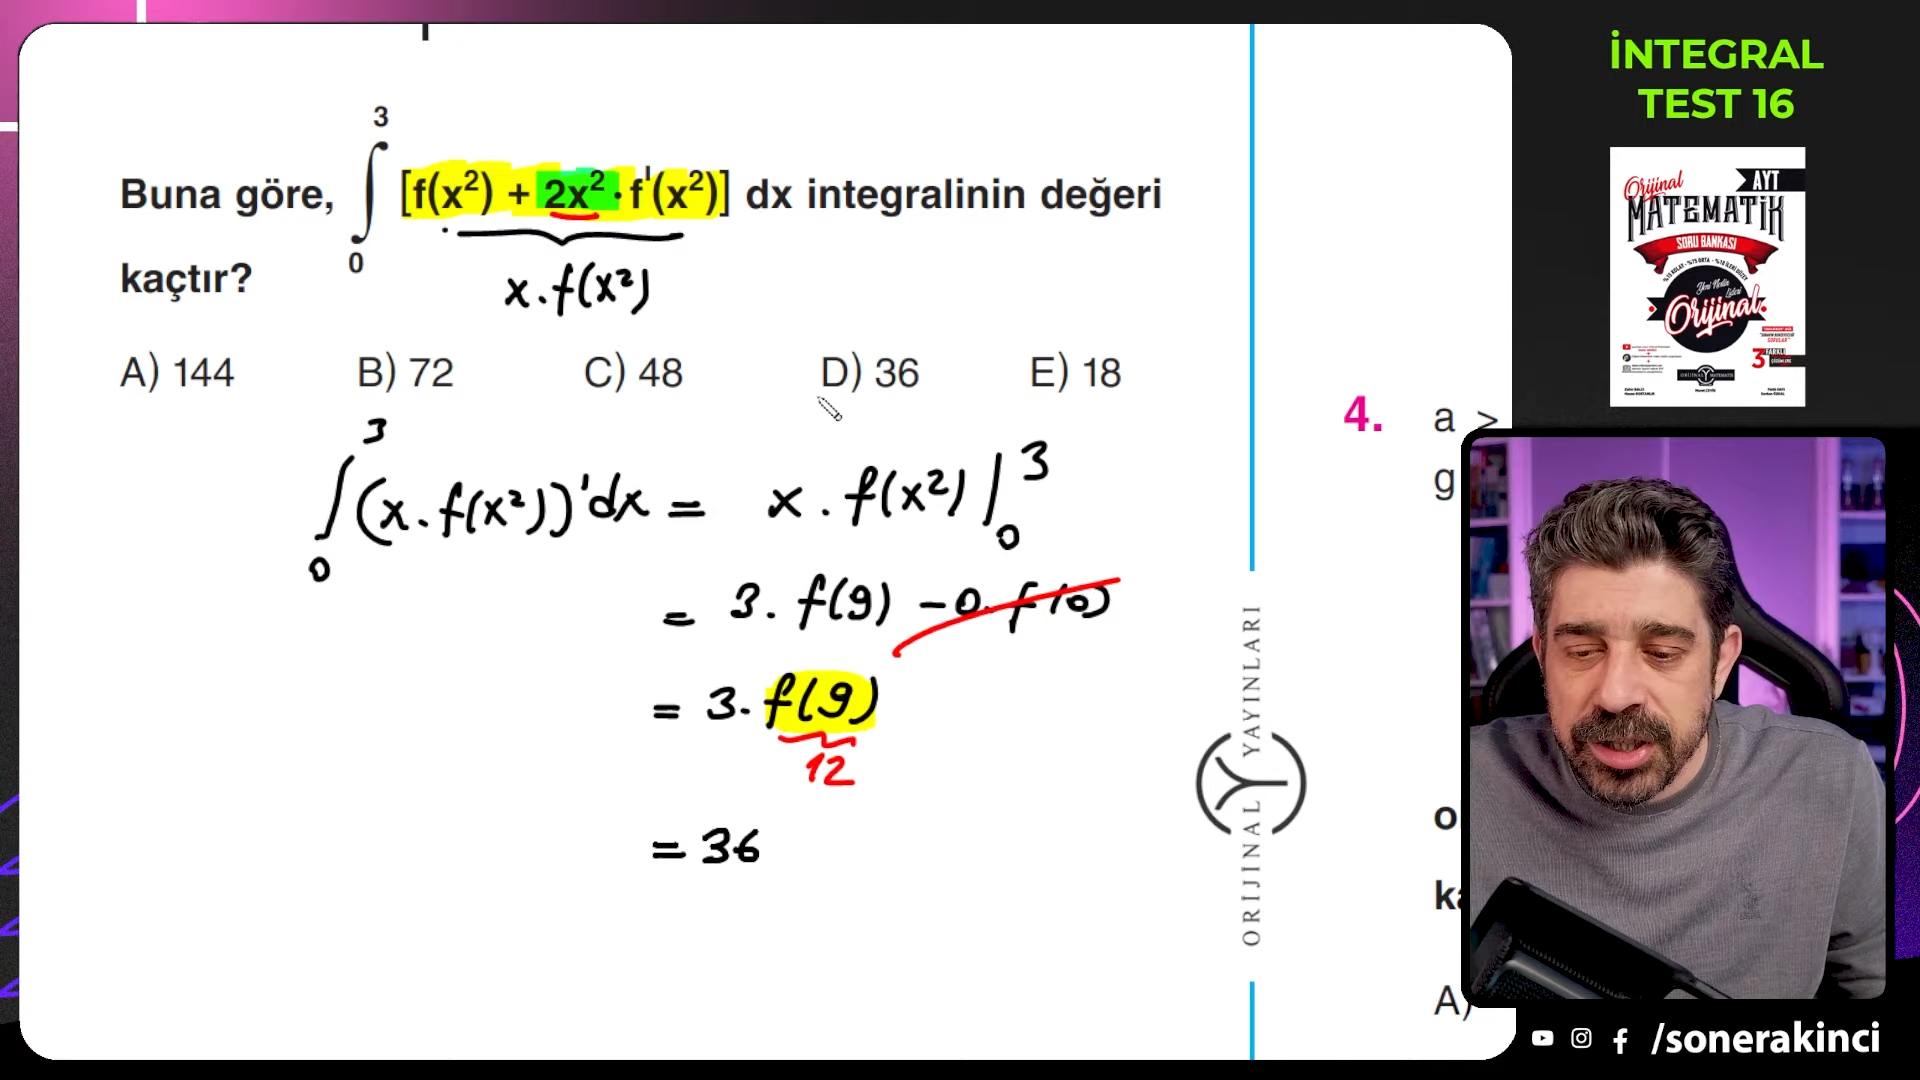 Buna göre, ∫₀³ [f(x²) + 2x² · f'(x²)] dx integralinin değeri
kaçtır?
x.f(x²)
A) 144 B) 72 C) 48 D) 36 E) 18
∫₀³ (x.f(x²))'dx = x.f(x²) |₀³
= 3.f(9) - 0.f(0)
= 3.f(9)
12
= 36
ORIJINAL YAYINLARI
4. a >
g
A)
İNTEGRAL
TEST 16
Orijinal
AYT
MATEMATİK
SORU BANKASI
Orijinal
3 FARKLI
/sonerakinci